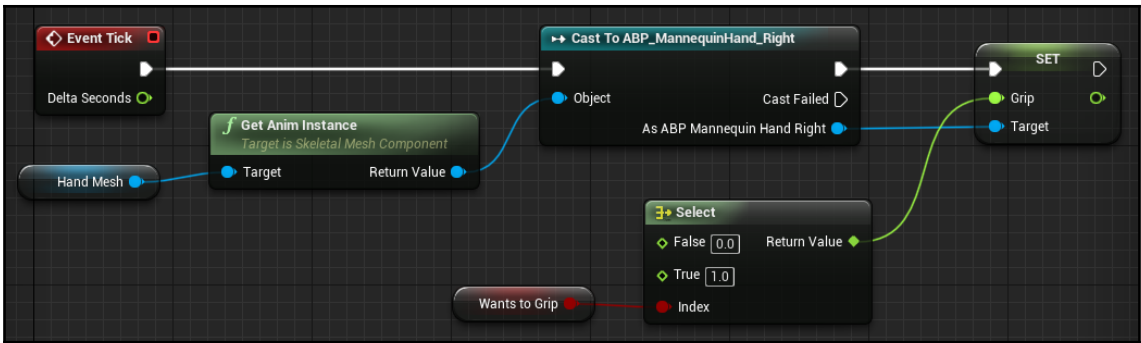 Event Tick
Delta Seconds
Hand Mesh
f Get Anim Instance
Target is Skeletal Mesh Component
Target Return Value
Cast To ABP_MannequinHand_Right
Object Cast Failed
As ABP Mannequin Hand Right
Select
False 0.0 Return Value
True 1.0
Index
Wants to Grip
SET
Grip
Target